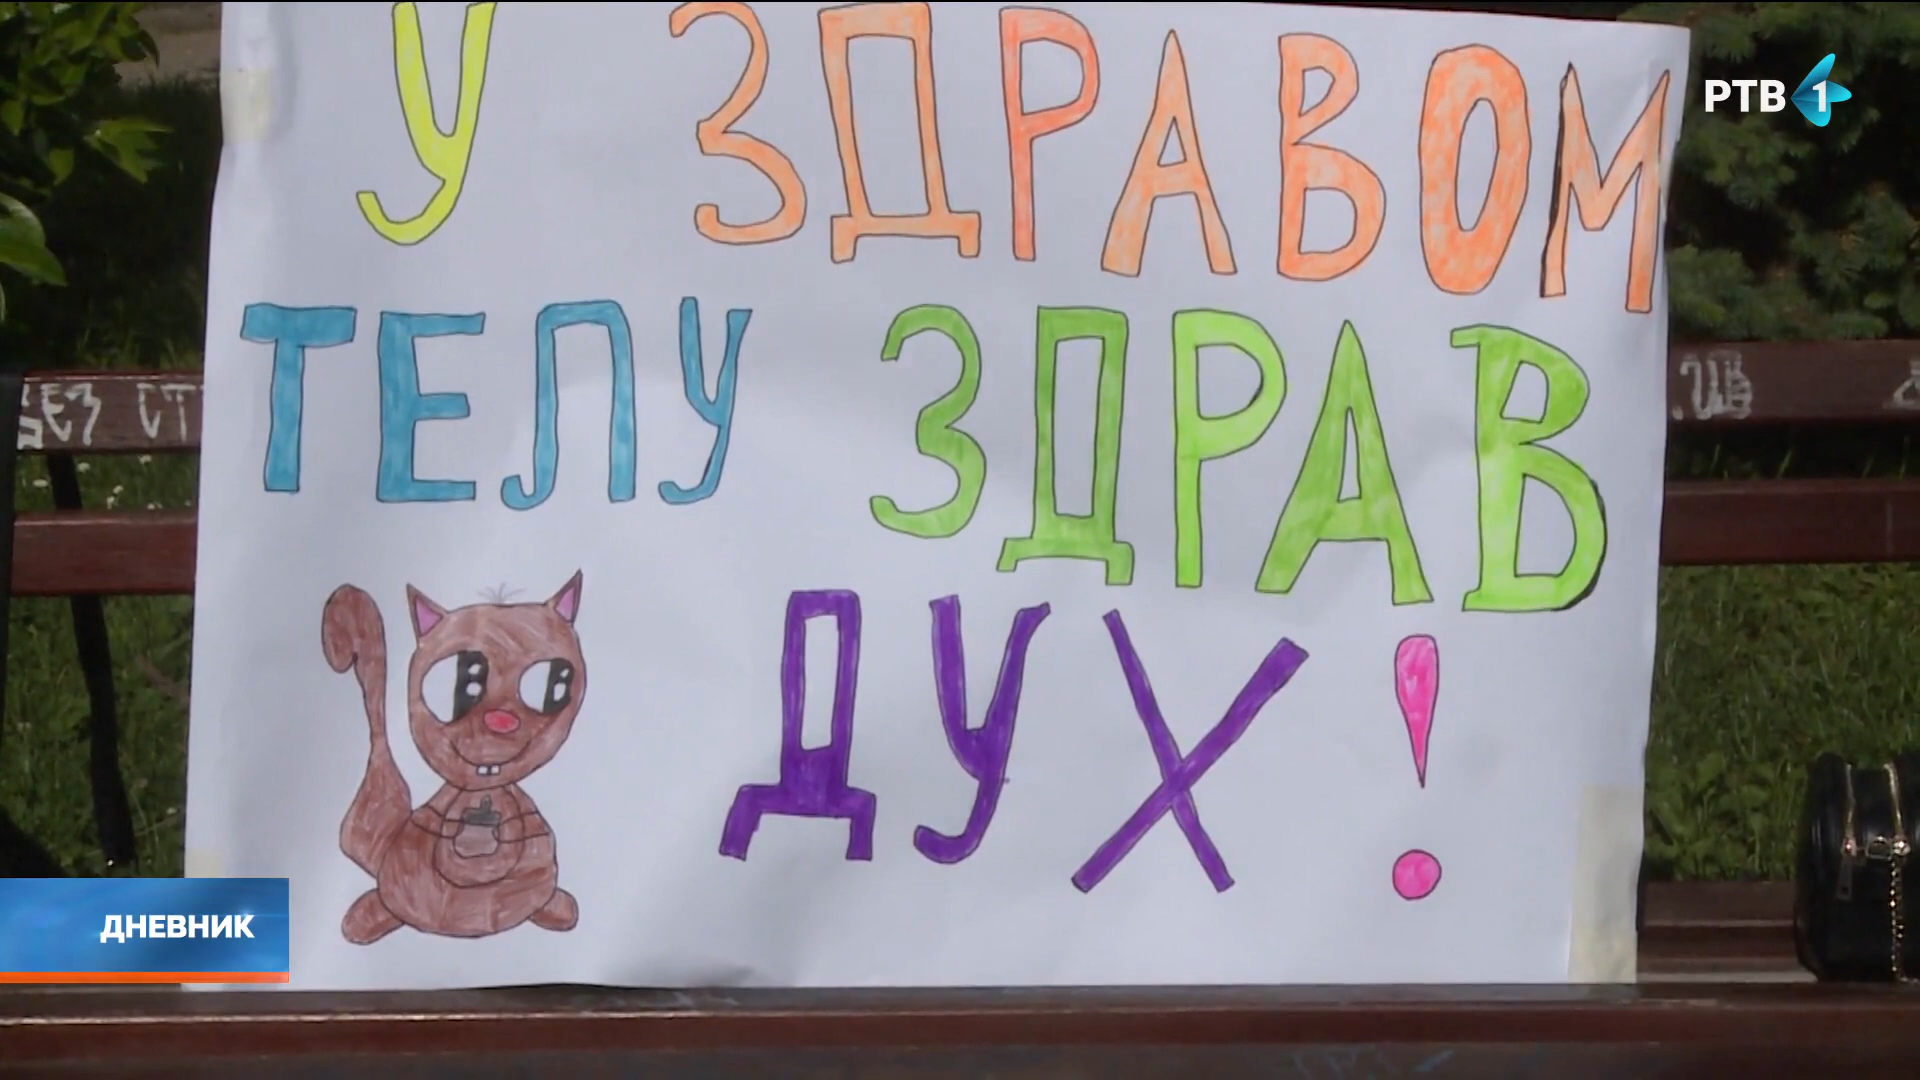 У ЗДРАВОМ
РТВ 1
ТЕЛУ ЗДРАВ
ДУХ!
ДНЕВНИК